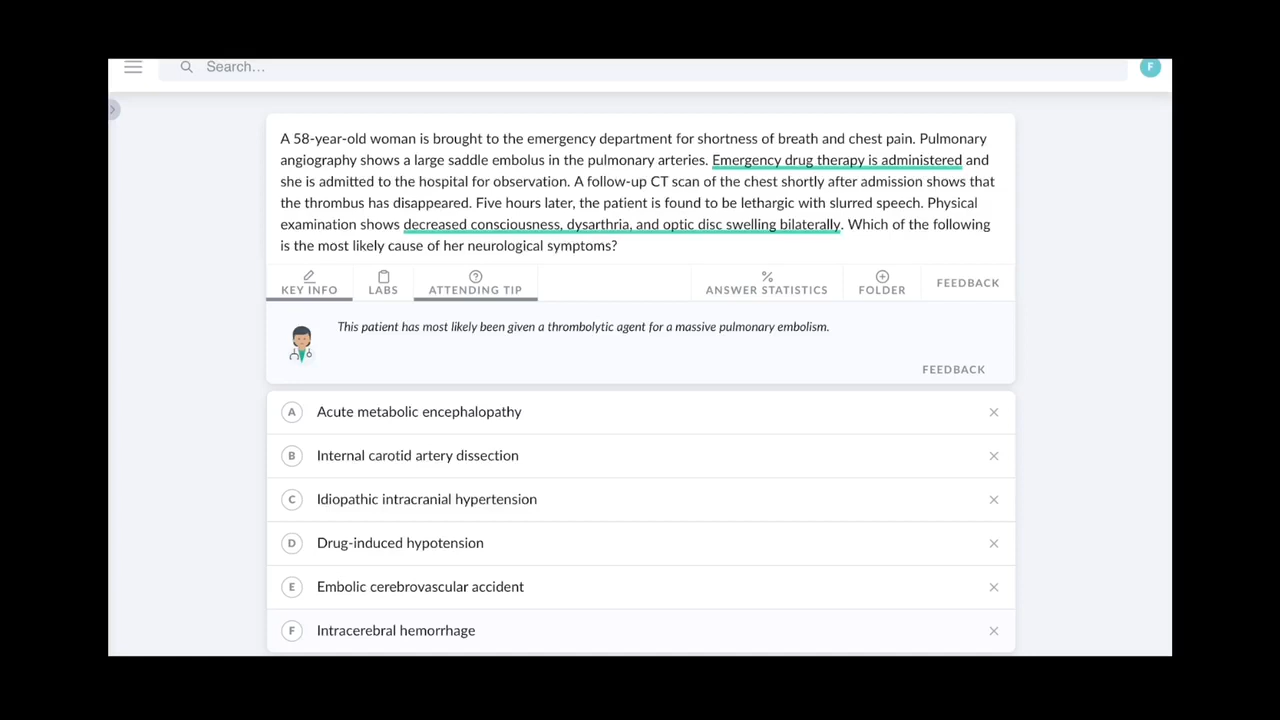 Search...
F
A 58-year-old woman is brought to the emergency department for shortness of breath and chest pain. Pulmonary
angiography shows a large saddle embolus in the pulmonary arteries. Emergency drug therapy is administered and
she is admitted to the hospital for observation. A follow-up CT scan of the chest shortly after admission shows that
the thrombus has disappeared. Five hours later, the patient is found to be lethargic with slurred speech. Physical
examination shows decreased consciousness, dysarthria, and optic disc swelling bilaterally. Which of the following
is the most likely cause of her neurological symptoms?
KEY INFO LABS ATTENDING TIP ANSWER STATISTICS FOLDER FEEDBACK
This patient has most likely been given a thrombolytic agent for a massive pulmonary embolism.
FEEDBACK
A Acute metabolic encephalopathy
B Internal carotid artery dissection
C Idiopathic intracranial hypertension
D Drug-induced hypotension
E Embolic cerebrovascular accident
F Intracerebral hemorrhage